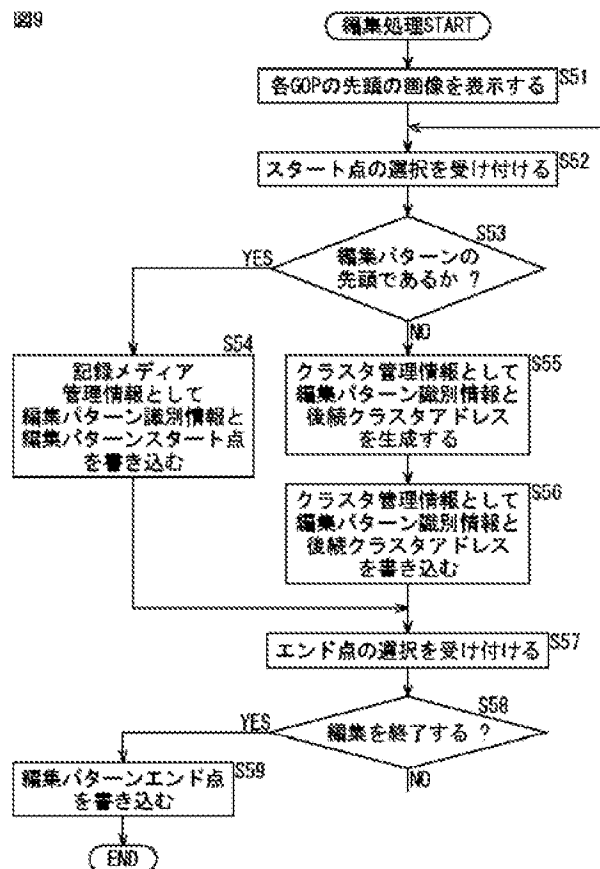 図9
編集処理START
各GOPの先頭の画像を表示する
S51
スタート点の選択を受け付ける
S52
編集パターンの
先頭であるか ?
S53
YES
NO
記録メディア
管理情報として
編集パターン識別情報と
編集パターンスタート点
を書き込む
S54
クラスタ管理情報として
編集パターン識別情報と
後続クラスタアドレス
を生成する
S55
クラスタ管理情報として
編集パターン識別情報と
後続クラスタアドレス
を書き込む
S56
エンド点の選択を受け付ける
S57
編集を終了する ?
S58
YES
NO
編集パターンエンド点
を書き込む
S59
END